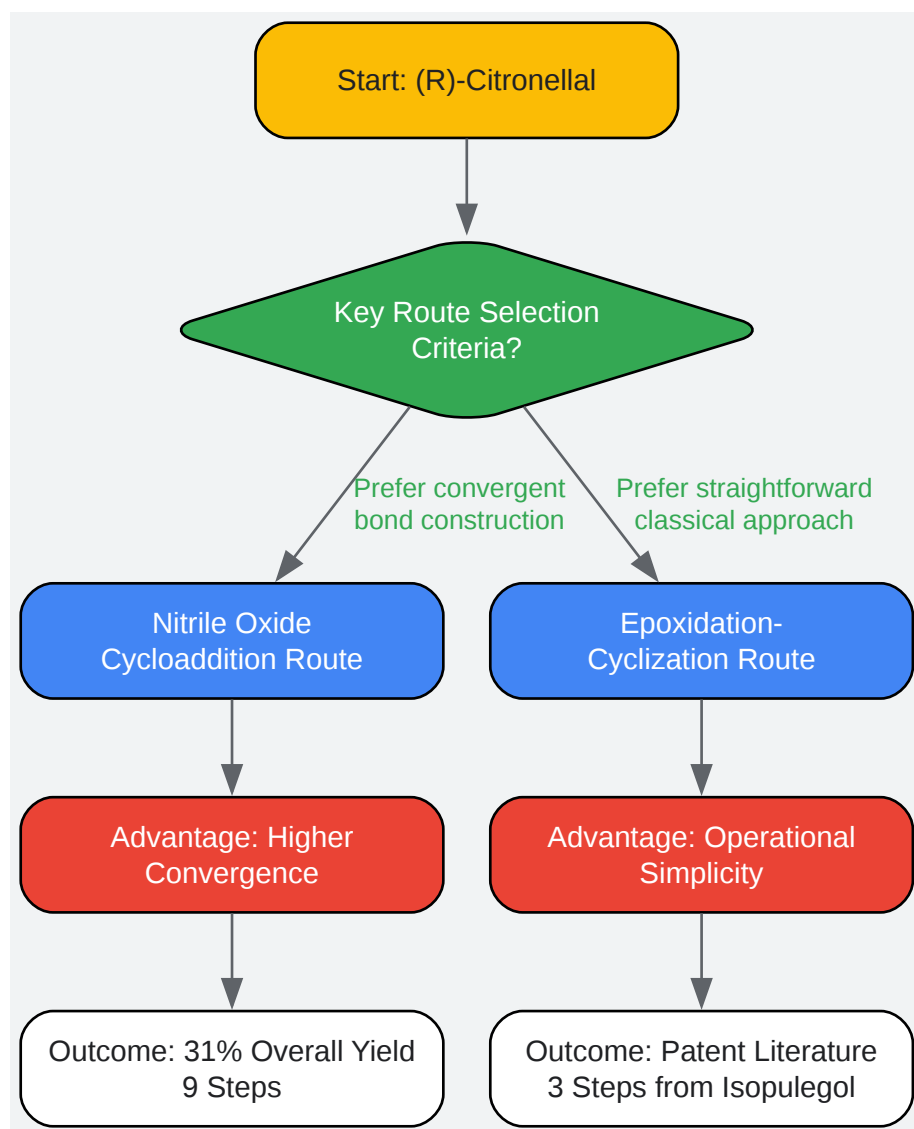 Start: (R)-Citronellal
Key Route Selection
Criteria?
Prefer convergent
bond construction
Prefer straightforward
classical approach
Nitrile Oxide
Cycloaddition Route
Epoxidation-
Cyclization Route
Advantage: Higher
Convergence
Advantage: Operational
Simplicity
Outcome: 31% Overall Yield
9 Steps
Outcome: Patent Literature
3 Steps from Isopulegol